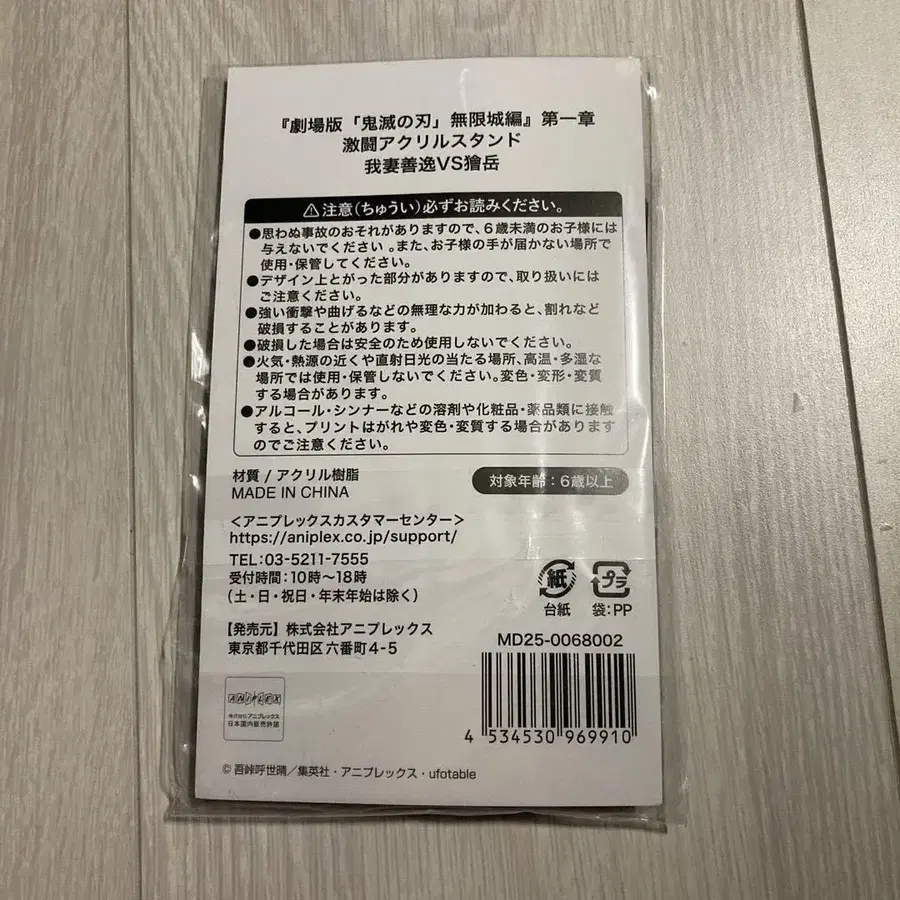 『劇場版「鬼滅の刃」無限城編』第一章
激闘アクリルスタンド
我妻善逸VS獪岳
⚠注意(ちゅうい)必ずお読みください。
●思わぬ事故のおそれがありますので、6歳未満のお子様には
与えないでください。また、お子様の手が届かない場所で
使用・保管してください。
●デザイン上とがった部分がありますので、取り扱いには
ご注意ください。
●強い衝撃や曲げるなどの無理な力が加わると、割れなど
破損することがあります。
●破損した場合は安全のため使用しないでください。
●火気・熱源の近くや直射日光の当たる場所、高温・多湿な
場所では使用・保管しないでください。変色・変形・変質
する場合があります。
●アルコール・シンナーなどの溶剤や化粧品・薬品類に接触
すると、プリントはがれや変色・変質する場合があります
のでご注意ください。
材質 / アクリル樹脂
MADE IN CHINA
対象年齢:6歳以上
<アニプレックスカスタマーセンター>
https://aniplex.co.jp/support/
TEL:03-5211-7555
受付時間:10時〜18時
(土・日・祝日・年末年始は除く)
紙
台紙
プラ
袋:PP
【発売元】株式会社アニプレックス
東京都千代田区六番町4-5
MD25-0068002
4 534530 969910
ANIPLEX
株式会社アニプレックス
日本国内販売許諾
© 吾峠呼世晴/集英社・アニプレックス・ufotable